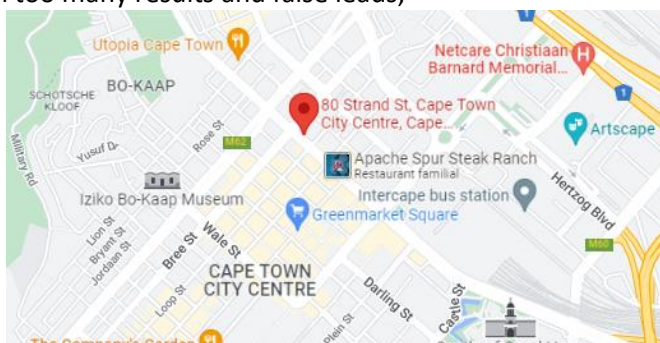 too many results and false leads,
Utopia Cape Town
Netcare Christiaan
Barnard Memorial...
1
BO-KAAP
SCHOTSCHE
KLOOF
80 Strand St, Cape Town
City Centre, Cape...
1
Artscape
Military Rd
Yusuf Dr
Rose St
M62
Apache Spur Steak Ranch
Restaurant familial
Iziko Bo-Kaap Museum
Intercape bus station
Hertzog Blvd
Greenmarket Square
M60
Lion St
Bryant St
Jordaan St
Bree St
Wale St
CAPE TOWN
CITY CENTRE
Loop St
Darling St
Castle St
plein St
The Company's Garden